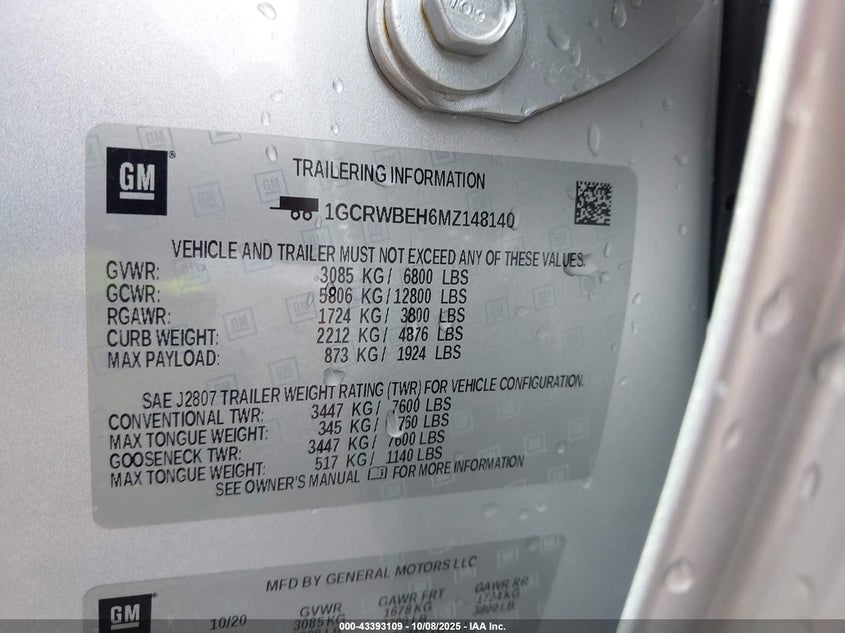 GM
TRAILERING INFORMATION
1GCRWBEH6MZ148140
VEHICLE AND TRAILER MUST NOT EXCEED ANY OF THESE VALUES.
GVWR: 3085 KG/ 6800 LBS
GCWR: 5806 KG/12800 LBS
RGAWR: 1724 KG/ 3800 LBS
CURB WEIGHT: 2212 KG/ 4876 LBS
MAX PAYLOAD: 873 KG/ 1924 LBS
SAE J2807 TRAILER WEIGHT RATING (TWR) FOR VEHICLE CONFIGURATION.
CONVENTIONAL TWR: 3447 KG/ 7600 LBS
MAX TONGUE WEIGHT: 345 KG/ 760 LBS
GOOSENECK TWR: 3447 KG/ 7600 LBS
MAX TONGUE WEIGHT: 517 KG/ 1140 LBS
SEE OWNER'S MANUAL FOR MORE INFORMATION
GM
MFD BY GENERAL MOTORS LLC
10/20 GVWR GAWR FRT GAWR RR
3085 KG 1678 KG 1724 KG
3800 LB
000-43393109 - 10/08/2025 - IAA Inc.